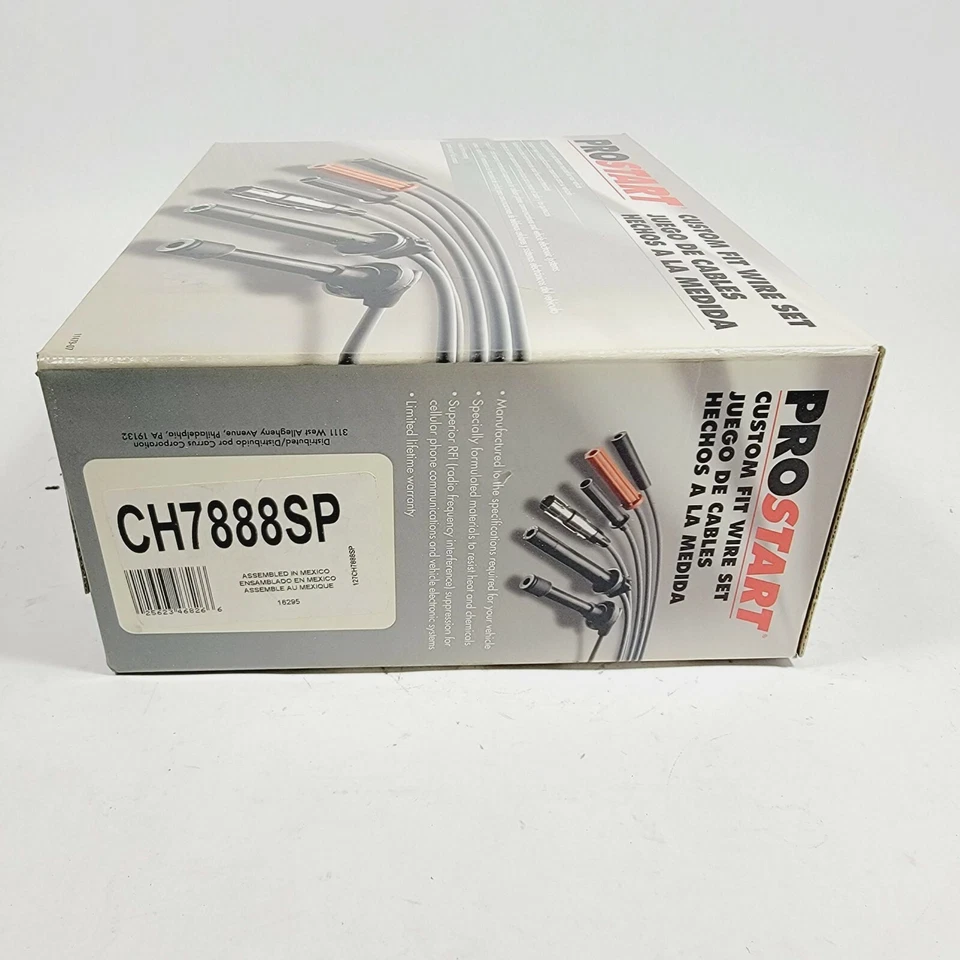 PROSTART
CUSTOM FIT WIRE SET
JUEGO DE CABLES
HECHOS A LA MEDIDA
PROSTART®
CUSTOM FIT WIRE SET
JUEGO DE CABLES
HECHOS A LA MEDIDA
• Manufactured to the specifications required for your vehicle
• Specially formulated materials to resist heat and chemicals
• Superior RFI (radio frequency interference) suppression for
cellular phone communications and vehicle electronic systems
• Limited lifetime warranty
Distributed/Distribuido por Carrus Corporation
3111 West Allegheny Avenue, Philadelphia, PA 19132
CH7888SP
ASSEMBLED IN MEXICO
ENSAMBLADO EN MEXICO
ASSEMBLE AU MEXIQUE
16295
25623 46826 6
127CH7888SP